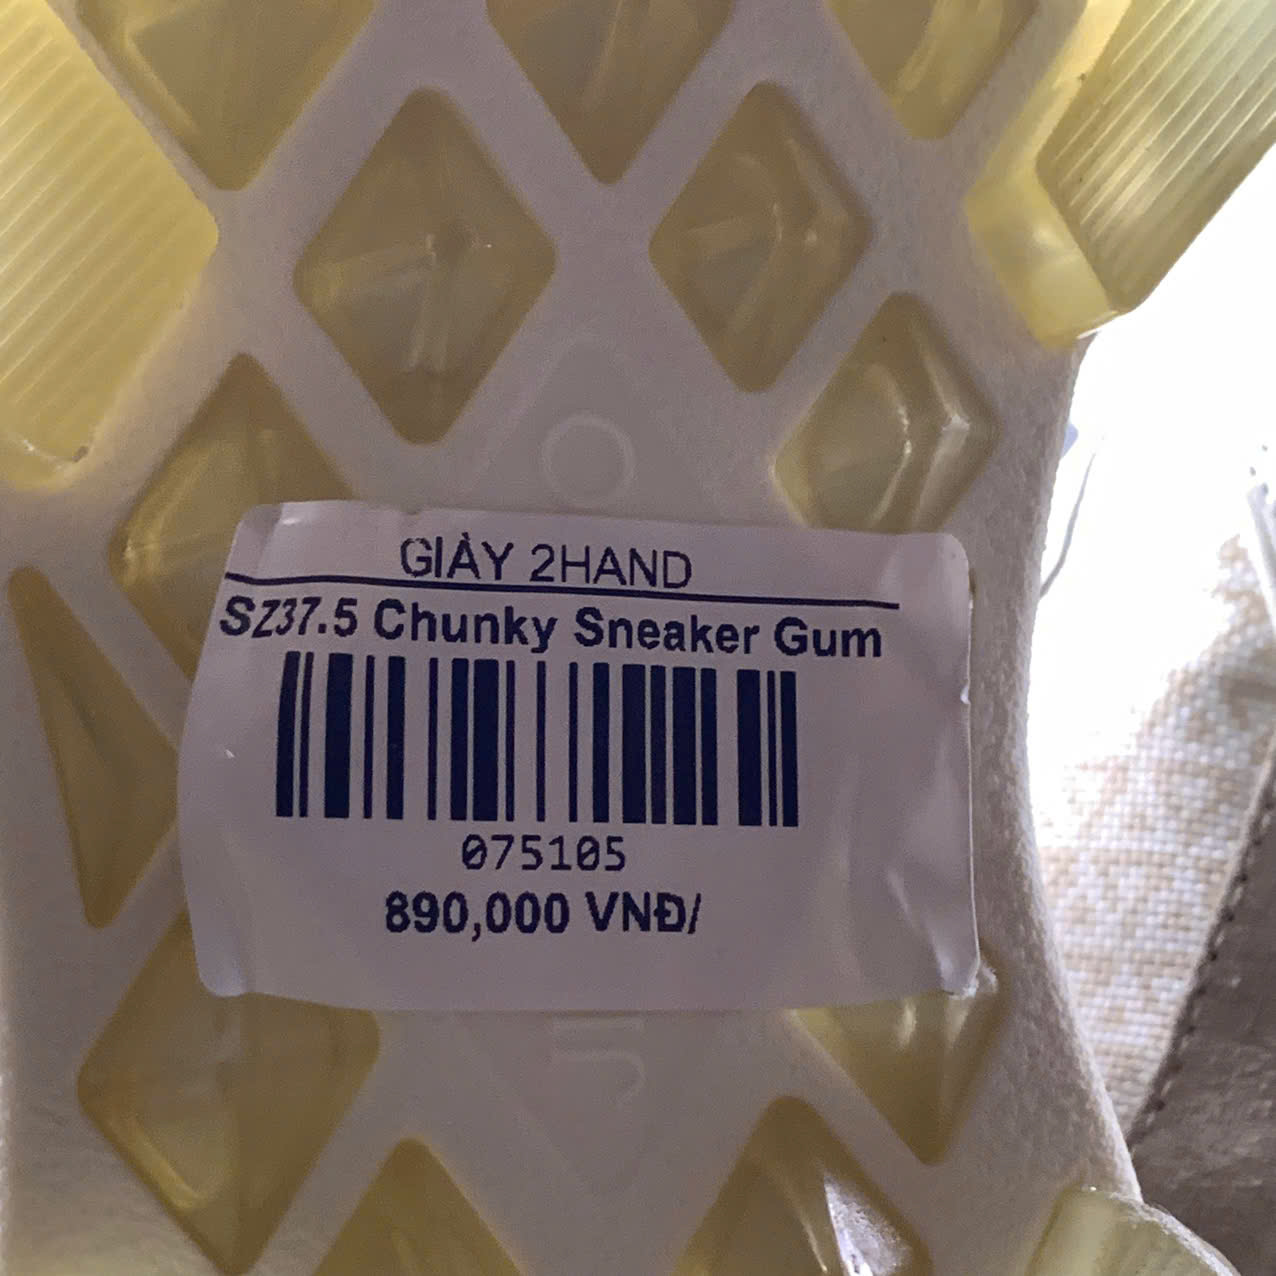 GIÀY 2HAND
SZ37.5 Chunky Sneaker Gum
075105
890,000 VNĐ/